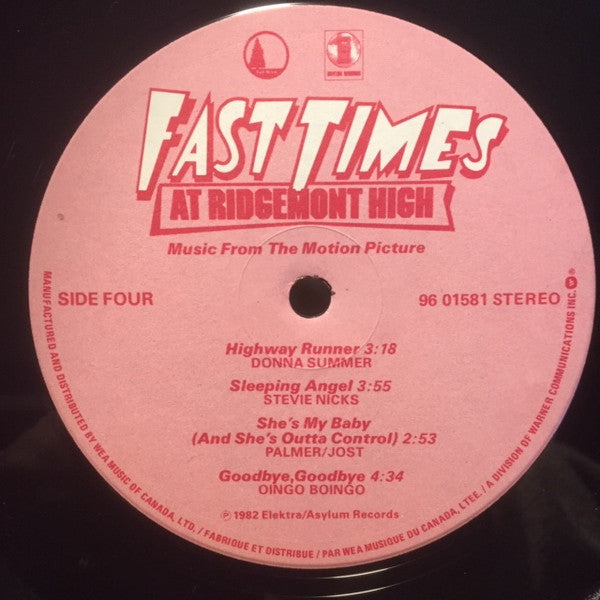 FAST TIMES
AT RIDGEMONT HIGH
Music From The Motion Picture
SIDE FOUR
96 01581 STEREO
Highway Runner 3:18
DONNA SUMMER
Sleeping Angel 3:55
STEVIE NICKS
She's My Baby
(And She's Outta Control) 2:53
PALMER/JOST
Goodbye,Goodbye 4:34
OINGO BOINGO
℗ 1982 Elektra/Asylum Records
MANUFACTURED AND DISTRIBUTED BY WEA MUSIC OF CANADA, LTD. / FABRIQUE ET DISTRIBUE / PAR WEA MUSIQUE DU CANADA, LTEE. / A DIVISION OF WARNER COMMUNICATIONS INC. ®